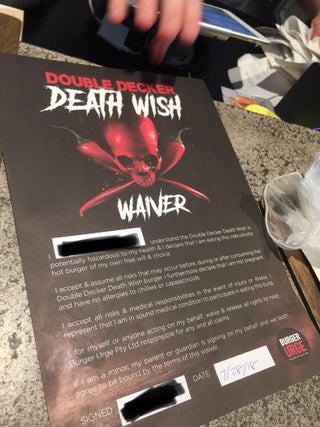 DOUBLE DECKER
DEATH WISH
WAIVER
I understand the Double Decker Death Wish is
potentially hazardous to my health & I declare that I am eating this ridiculously
hot burger of my own free will & choice.
I accept & assume all risks that may occur before, during or after consuming the
Double Decker Death Wish burger. I furthermore declare that I am not pregnant
and have no allergies to chillies or capsaicinoids.
I accept all risks & medical responsibilities in the event of injury or illness. I
represent that I am in sound medical condition to participate in eating this burg
I, for myself or anyone acting on my behalf, waive & release all rights to hold
Burger Urge Pty Ltd responsible for any and all claims.
If I am a minor, my parent or guardian is signing on my behalf and we both
agree to be bound by the terms of this waiver.
SIGNED DATE 7/28/18
BURGER
URGE